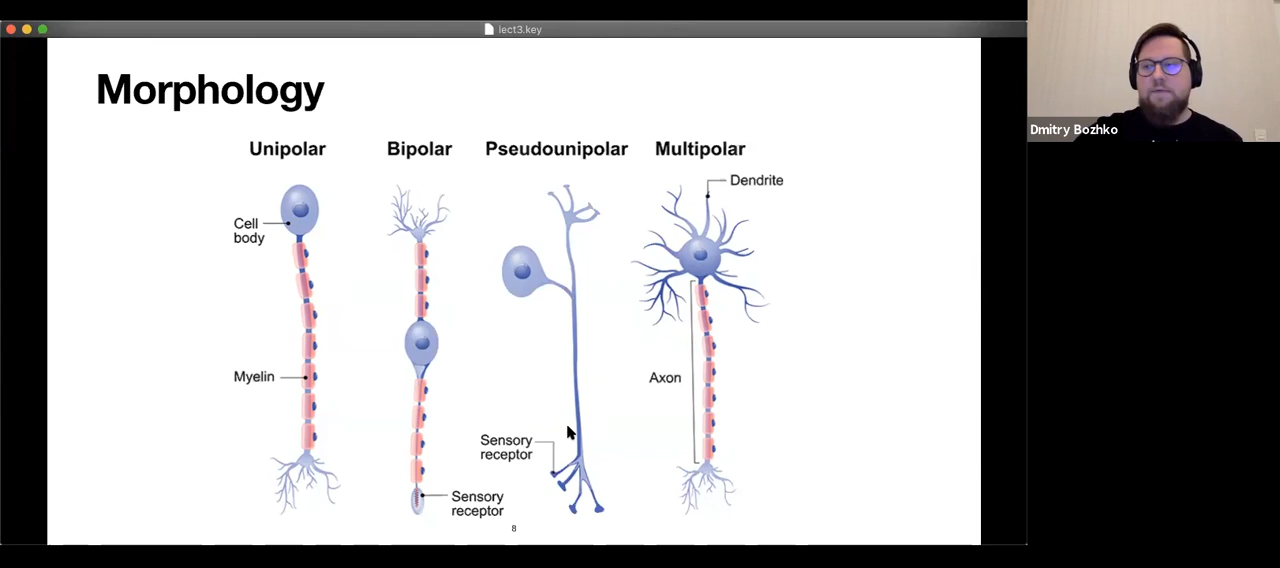 lect3.key
Morphology
Unipolar
Bipolar
Pseudounipolar
Multipolar
Dendrite
Cell
body
Myelin
Axon
Sensory
receptor
Sensory
receptor
8
Dmitry Bozhko